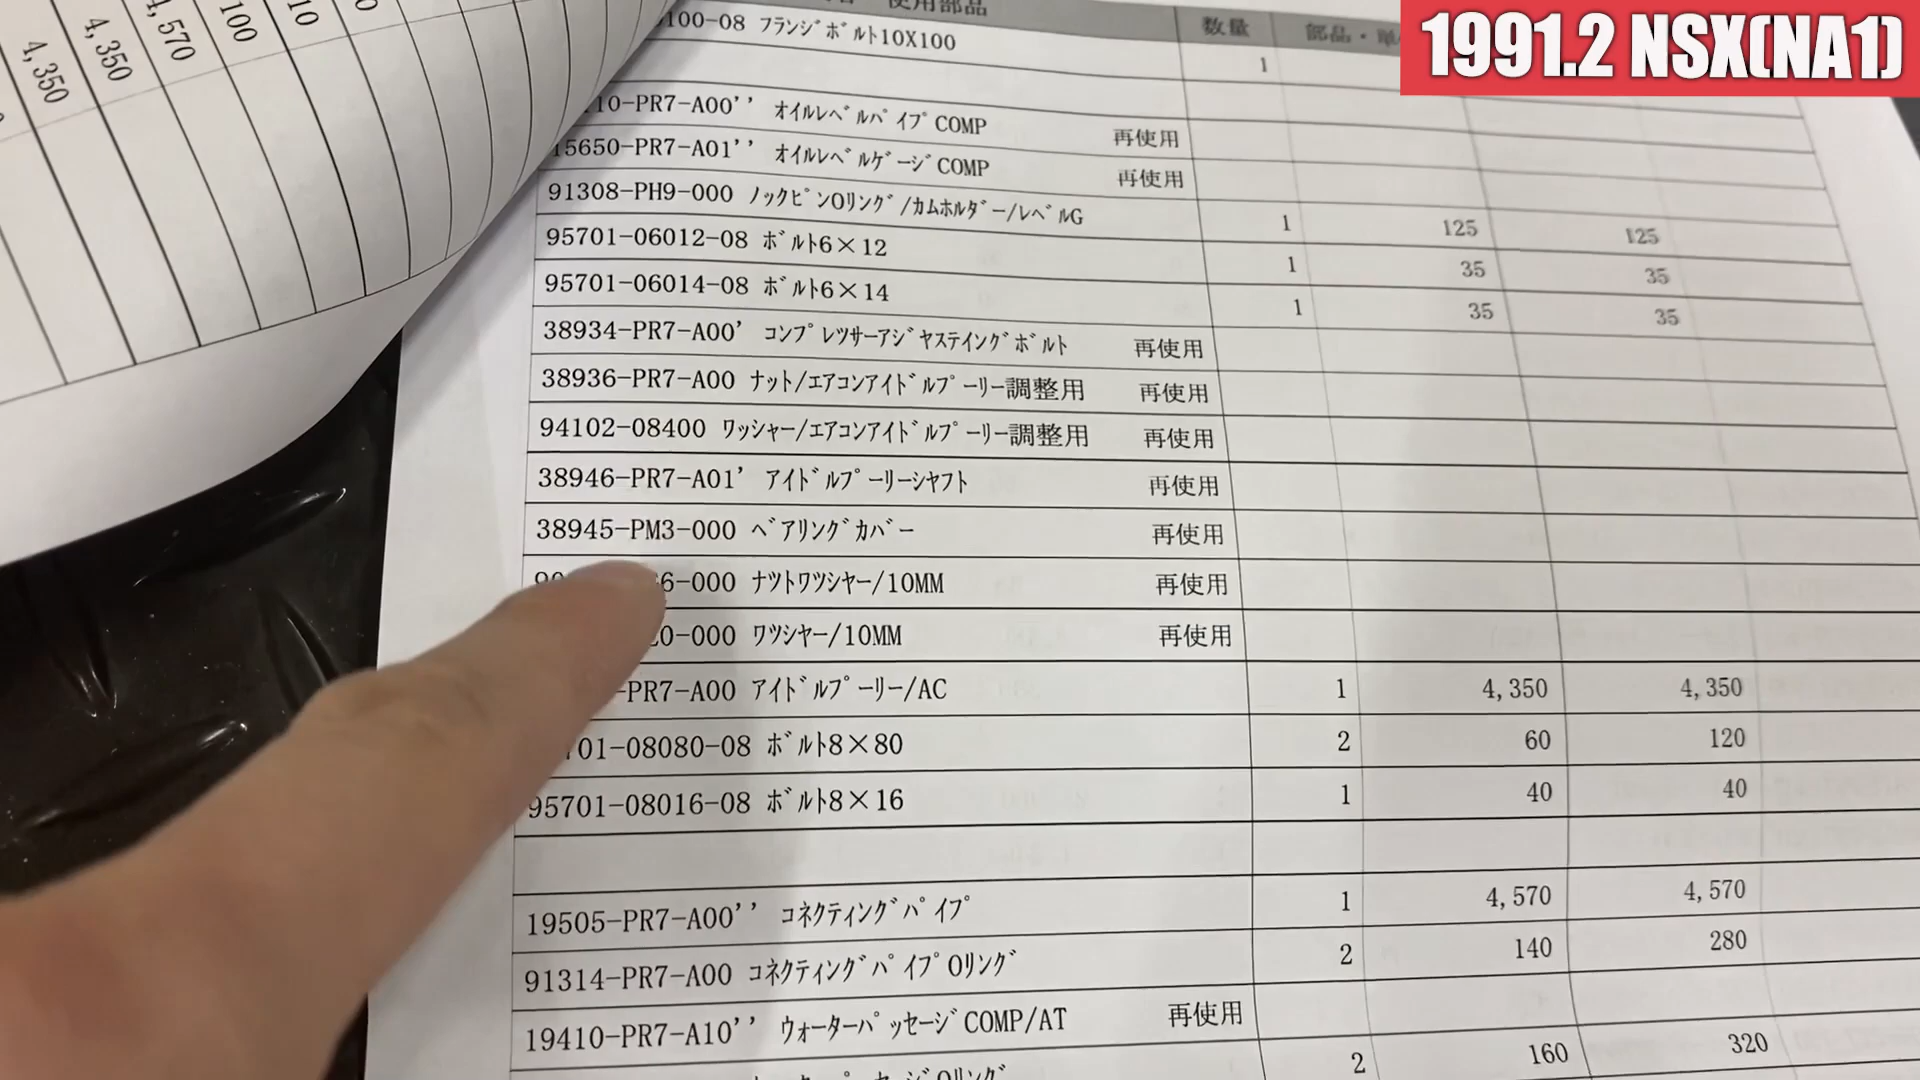 1991.2 NSX(NA1)
4,350
4,350
4,570
100
10
使用部品 数量 部品・単
100-08 ﾌﾗﾝｼﾞﾎﾞﾙﾄ10X100 1
10-PR7-A00'' ｵｲﾙﾚﾍﾞﾙﾊﾟｲﾌﾟCOMP 再使用
15650-PR7-A01'' ｵｲﾙﾚﾍﾞﾙｹﾞｰｼﾞCOMP 再使用
91308-PH9-000 ﾉｯｸﾋﾟﾝOﾘﾝｸﾞ/ｶﾑﾎﾙﾀﾞｰ/ﾚﾍﾞﾙG 1 125 125
95701-06012-08 ﾎﾞﾙﾄ6×12 1 35 35
95701-06014-08 ﾎﾞﾙﾄ6×14 1 35 35
38934-PR7-A00' ｺﾝﾌﾟﾚﾂｻｰｱｼﾞﾔｽﾃｲﾝｸﾞﾎﾞﾙﾄ 再使用
38936-PR7-A00 ﾅｯﾄ/ｴｱｺﾝｱｲﾄﾞﾙﾌﾟｰﾘｰ調整用 再使用
94102-08400 ﾜｯｼｬｰ/ｴｱｺﾝｱｲﾄﾞﾙﾌﾟｰﾘｰ調整用 再使用
38946-PR7-A01' ｱｲﾄﾞﾙﾌﾟｰﾘｰｼｬﾌﾄ 再使用
38945-PM3-000 ﾍﾞｱﾘﾝｸﾞｶﾊﾞｰ 再使用
6-000 ﾅﾂﾄﾜﾂｼﾔｰ/10MM 再使用
20-000 ﾜﾂｼﾔｰ/10MM 再使用
-PR7-A00 ｱｲﾄﾞﾙﾌﾟｰﾘｰ/AC 1 4,350 4,350
701-08080-08 ﾎﾞﾙﾄ8×80 2 60 120
95701-08016-08 ﾎﾞﾙﾄ8×16 1 40 40
19505-PR7-A00'' ｺﾈｸﾃｨﾝｸﾞﾊﾟｲﾌﾟ 1 4,570 4,570
91314-PR7-A00 ｺﾈｸﾃｨﾝｸﾞﾊﾟｲﾌﾟOﾘﾝｸﾞ 2 140 280
19410-PR7-A10'' ｳｫｰﾀｰﾊﾟｯｾｰｼﾞCOMP/AT 再使用
2 160 320